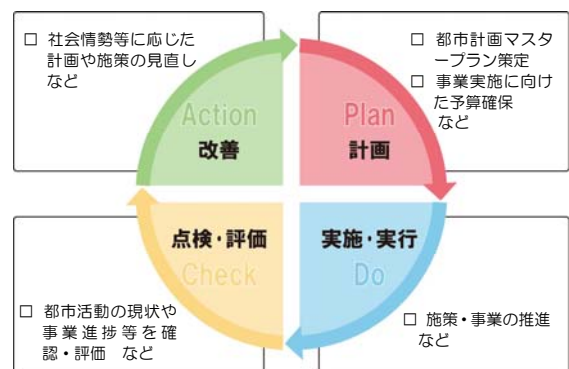 □ 社会情勢等に応じた
計画や施策の見直し
など
□ 都市計画マスタ
ープラン策定
□ 事業実施に向け
た予算確保
など
Action
改善
Plan
計画
点検・評価
Check
実施・実行
Do
□ 都市活動の現状や
事業進捗等を確
認・評価 など
□ 施策・事業の推進
など